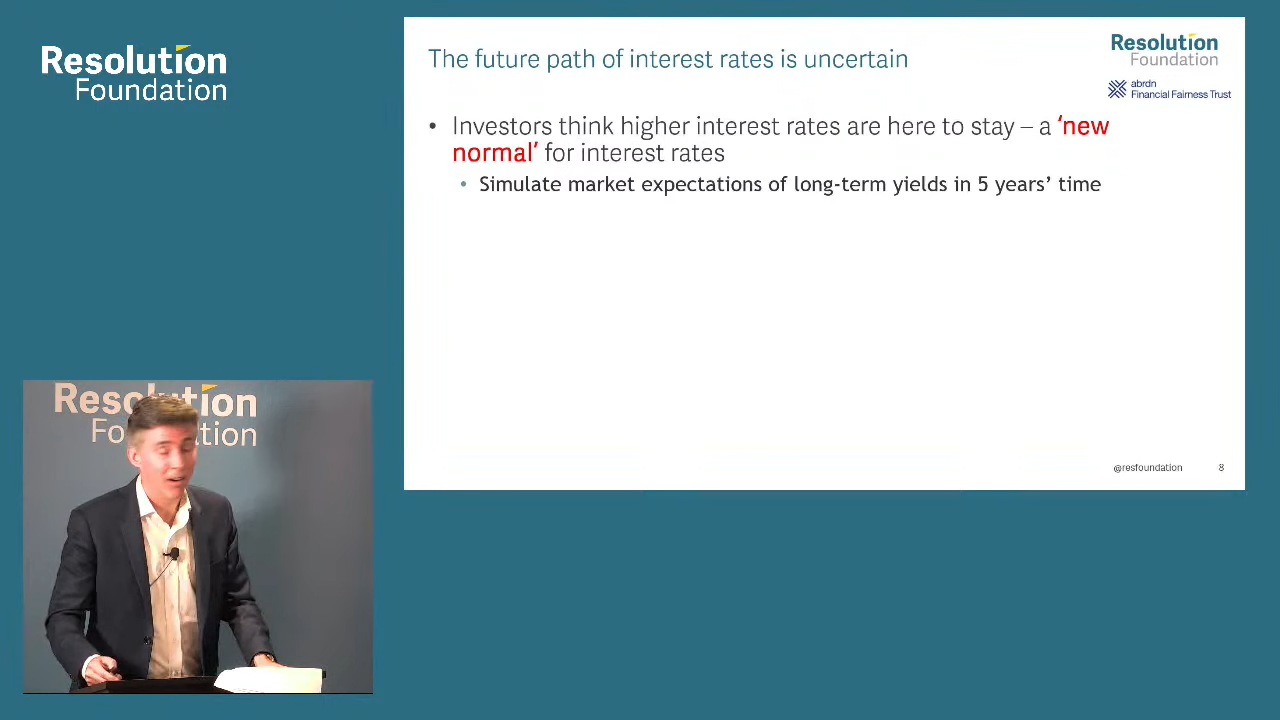 Resolution
Foundation
The future path of interest rates is uncertain
Resolution
Foundation
abrdn
Financial Fairness Trust
• Investors think higher interest rates are here to stay – a ‘new
normal’ for interest rates
• Simulate market expectations of long-term yields in 5 years’ time
@resfoundation 8
Resolution
Foundation